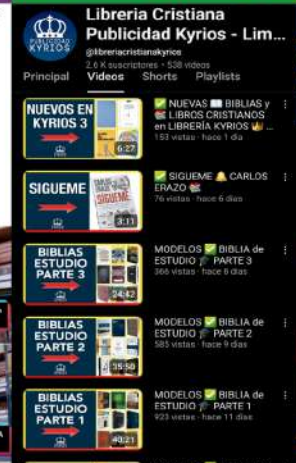 PUBLICIDAD
KYRIOS
Libreria Cristiana
Publicidad Kyrios - Lim...
@libreriacristianakyrios
2.6 K suscriptores • 538 videos
Principal Videos Shorts Playlists
NUEVOS EN
KYRIOS 3
6:27
✅ NUEVAS 📖 BIBLIAS y
📚 LIBROS CRISTIANOS
en LIBRERÍA KYRIOS 👑 ...
153 vistas · hace 1 día
SIGUEME
SIGUEME
3:11
✅ SIGUEME 🔔 CARLOS
ERAZO 📚
76 vistas · hace 6 días
BIBLIAS
ESTUDIO
PARTE 3
24:42
MODELOS ✅ BIBLIA de
ESTUDIO 🎓 PARTE 3
366 vistas · hace 8 días
BIBLIAS
ESTUDIO
PARTE 2
35:50
MODELOS ✅ BIBLIA de
ESTUDIO 🎓 PARTE 2
585 vistas · hace 9 días
BIBLIAS
ESTUDIO
PARTE 1
40:21
MODELOS ✅ BIBLIA de
ESTUDIO 🎓 PARTE 1
923 vistas · hace 11 días